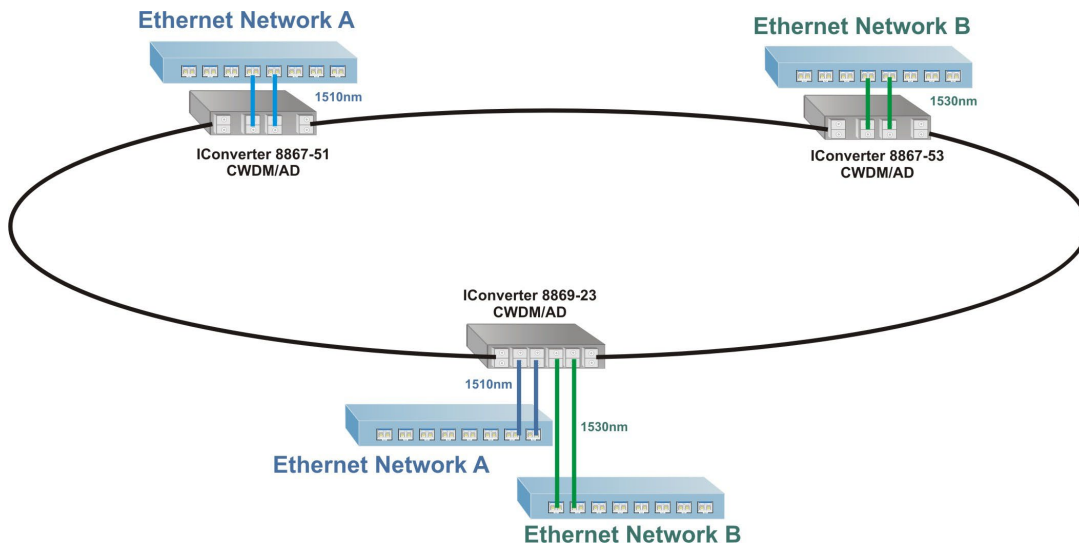 Ethernet Network A
Ethernet Network B
1510nm
1530nm
IConverter 8867-51
CWDM/AD
IConverter 8867-53
CWDM/AD
IConverter 8869-23
CWDM/AD
1510nm
1530nm
Ethernet Network A
Ethernet Network B